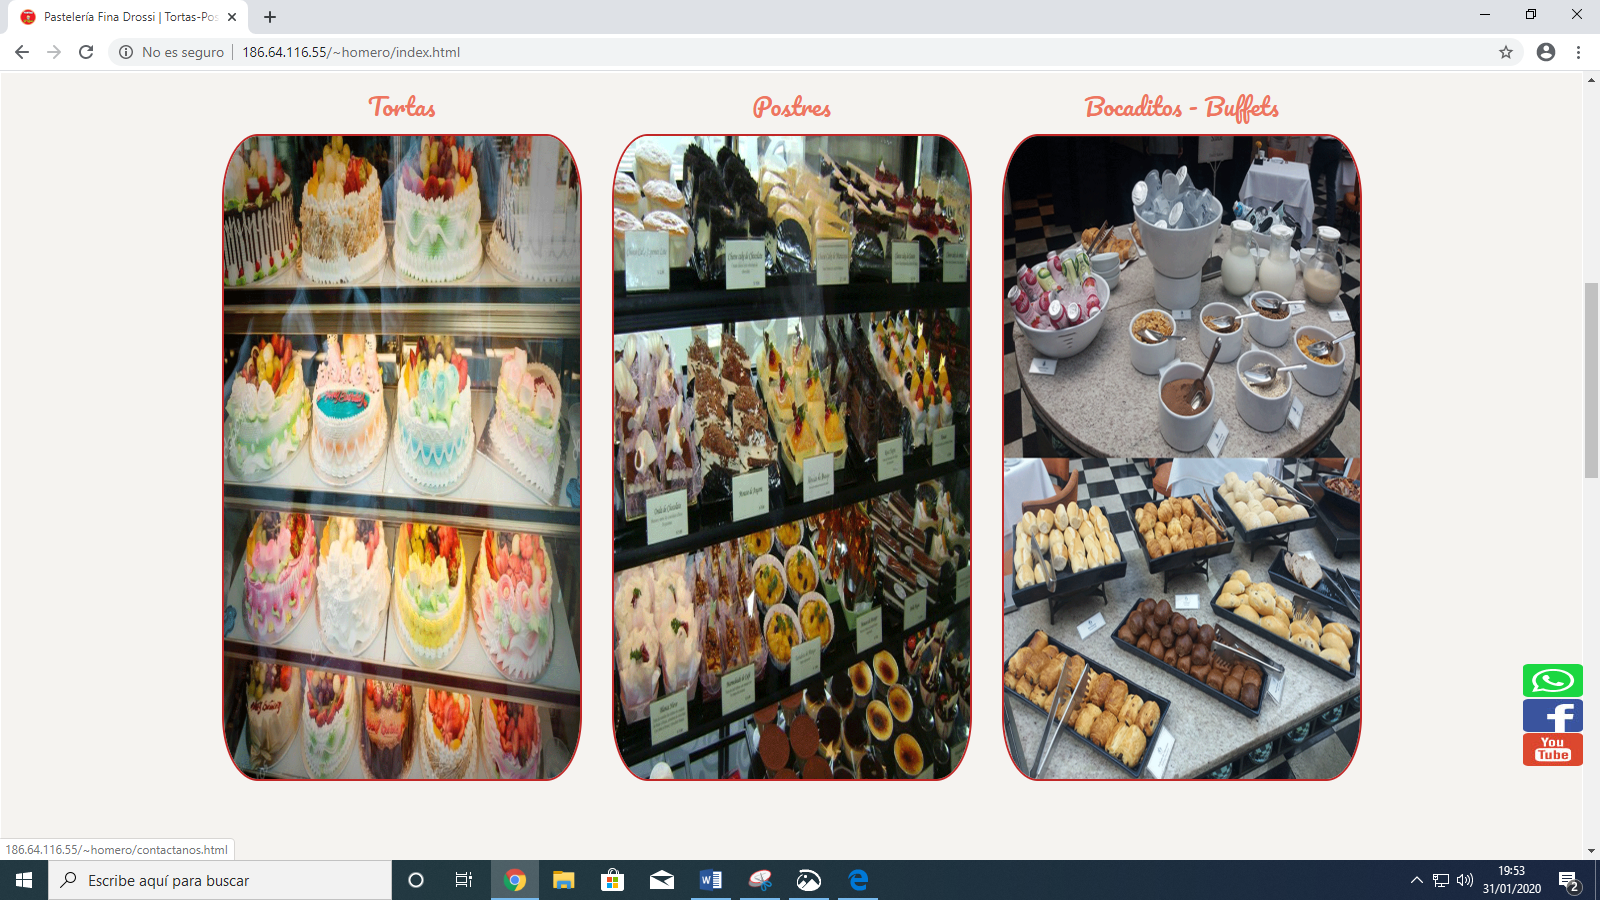 Pastelería Fina Drossi | Tortas-Pos
No es seguro
186.64.116.55/~homero/index.html
Tortas
Postres
Bocaditos - Buffets
You
Tube
186.64.116.55/~homero/contactanos.html
Escribe aquí para buscar
19:53
31/01/2020
2